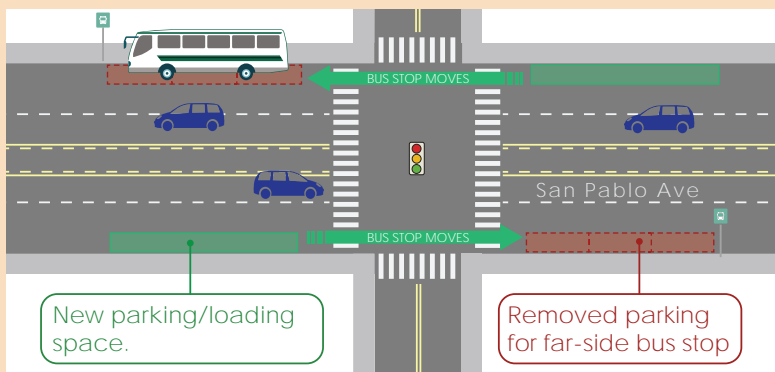 BUS STOP MOVES
San Pablo Ave
BUS STOP MOVES
New parking/loading
space.
Removed parking
for far-side bus stop